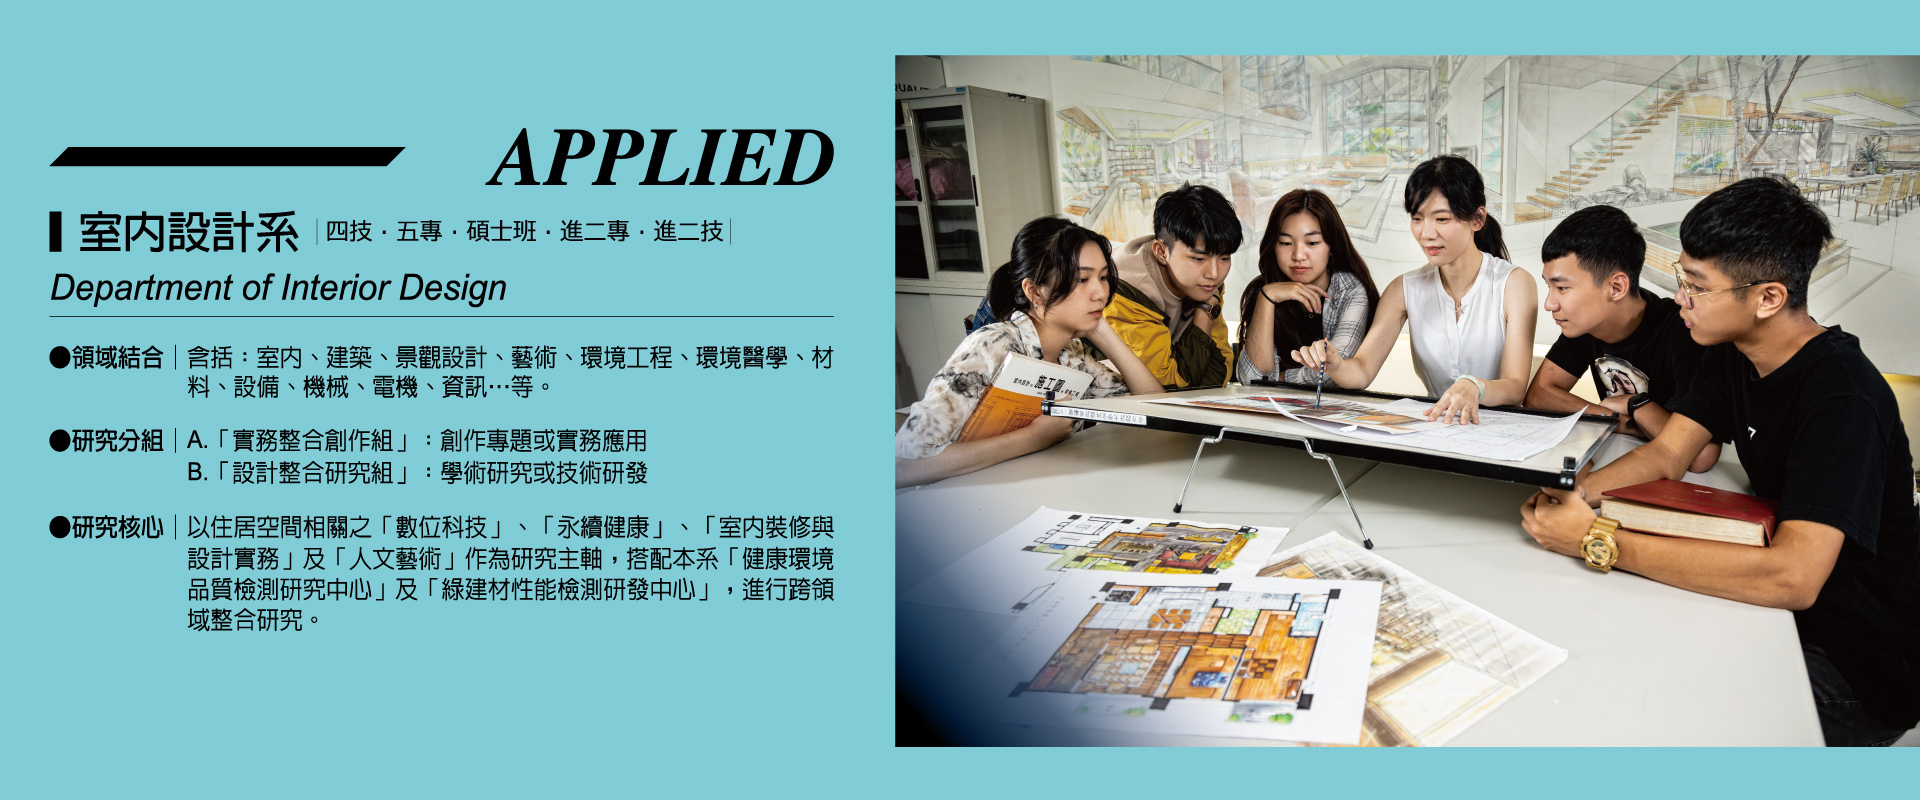 APPLIED
室內設計系 四技·五專·碩士班·進二專·進二技
Department of Interior Design
●領域結合 含括：室內、建築、景觀設計、藝術、環境工程、環境醫學、材
料、設備、機械、電機、資訊…等。
●研究分組 A.「實務整合創作組」：創作專題或實務應用
B.「設計整合研究組」：學術研究或技術研發
●研究核心 以住居空間相關之「數位科技」、「永續健康」、「室內裝修與
設計實務」及「人文藝術」作為研究主軸，搭配本系「健康環境
品質檢測研究中心」及「綠建材性能檢測研發中心」，進行跨領
域整合研究。
室內設計
施工圖